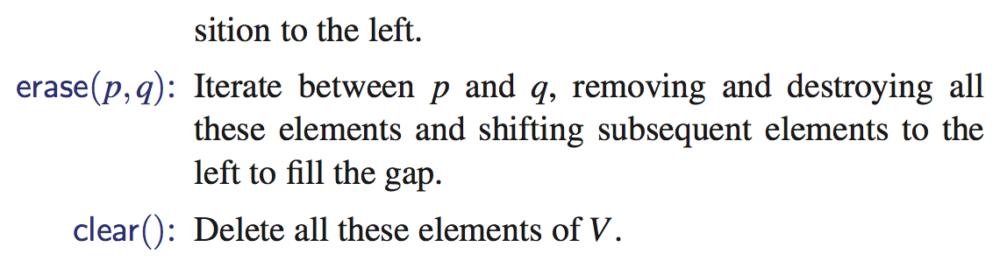 sition to the left.
erase(p,q): Iterate between p and q, removing and destroying all
these elements and shifting subsequent elements to the
left to fill the gap.
clear(): Delete all these elements of V.